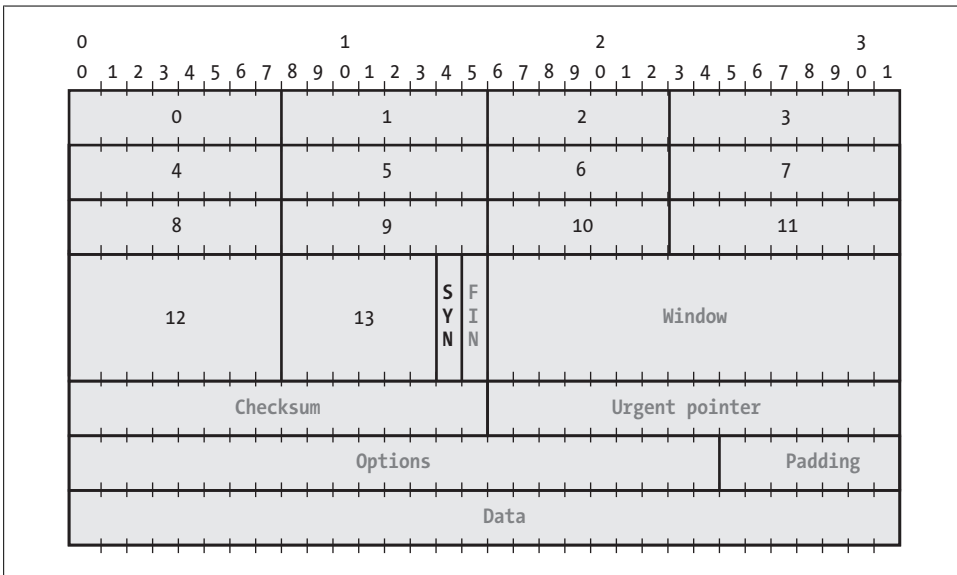 0 1 2 3
0 1 2 3 4 5 6 7 8 9 0 1 2 3 4 5 6 7 8 9 0 1 2 3 4 5 6 7 8 9 0 1
0 1 2 3
4 5 6 7
8 9 10 11
12 13 SYN FIN Window
Checksum Urgent pointer
Options Padding
Data